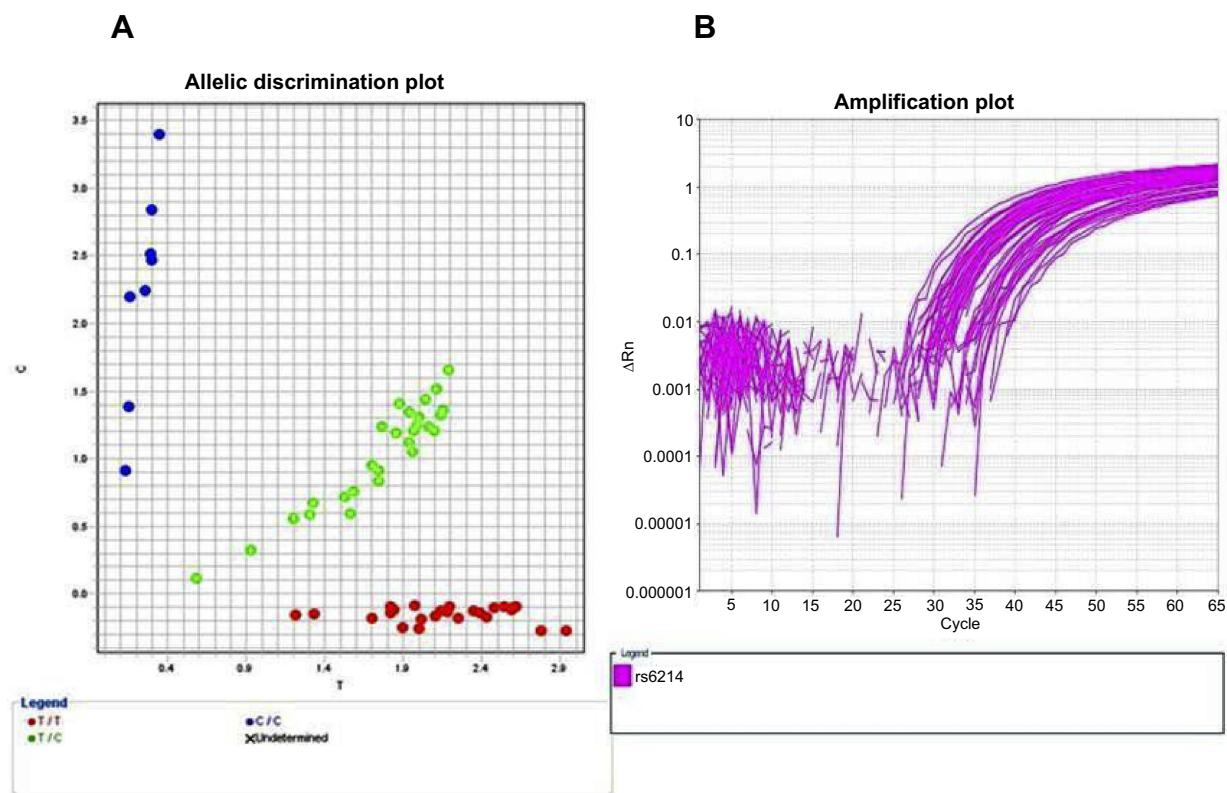 A
B
Allelic discrimination plot
Amplification plot
3.5
3.0
2.5
2.0
1.5
1.0
0.5
0.0
C
0.4 0.9 1.4 1.9 2.4 2.9
T
Legend
T / T
C / C
T / C
Undetermined
10
1
0.1
0.01
0.001
0.0001
0.00001
0.000001
ΔRn
5 10 15 20 25 30 35 40 45 50 55 60 65
Cycle
Legend
rs6214